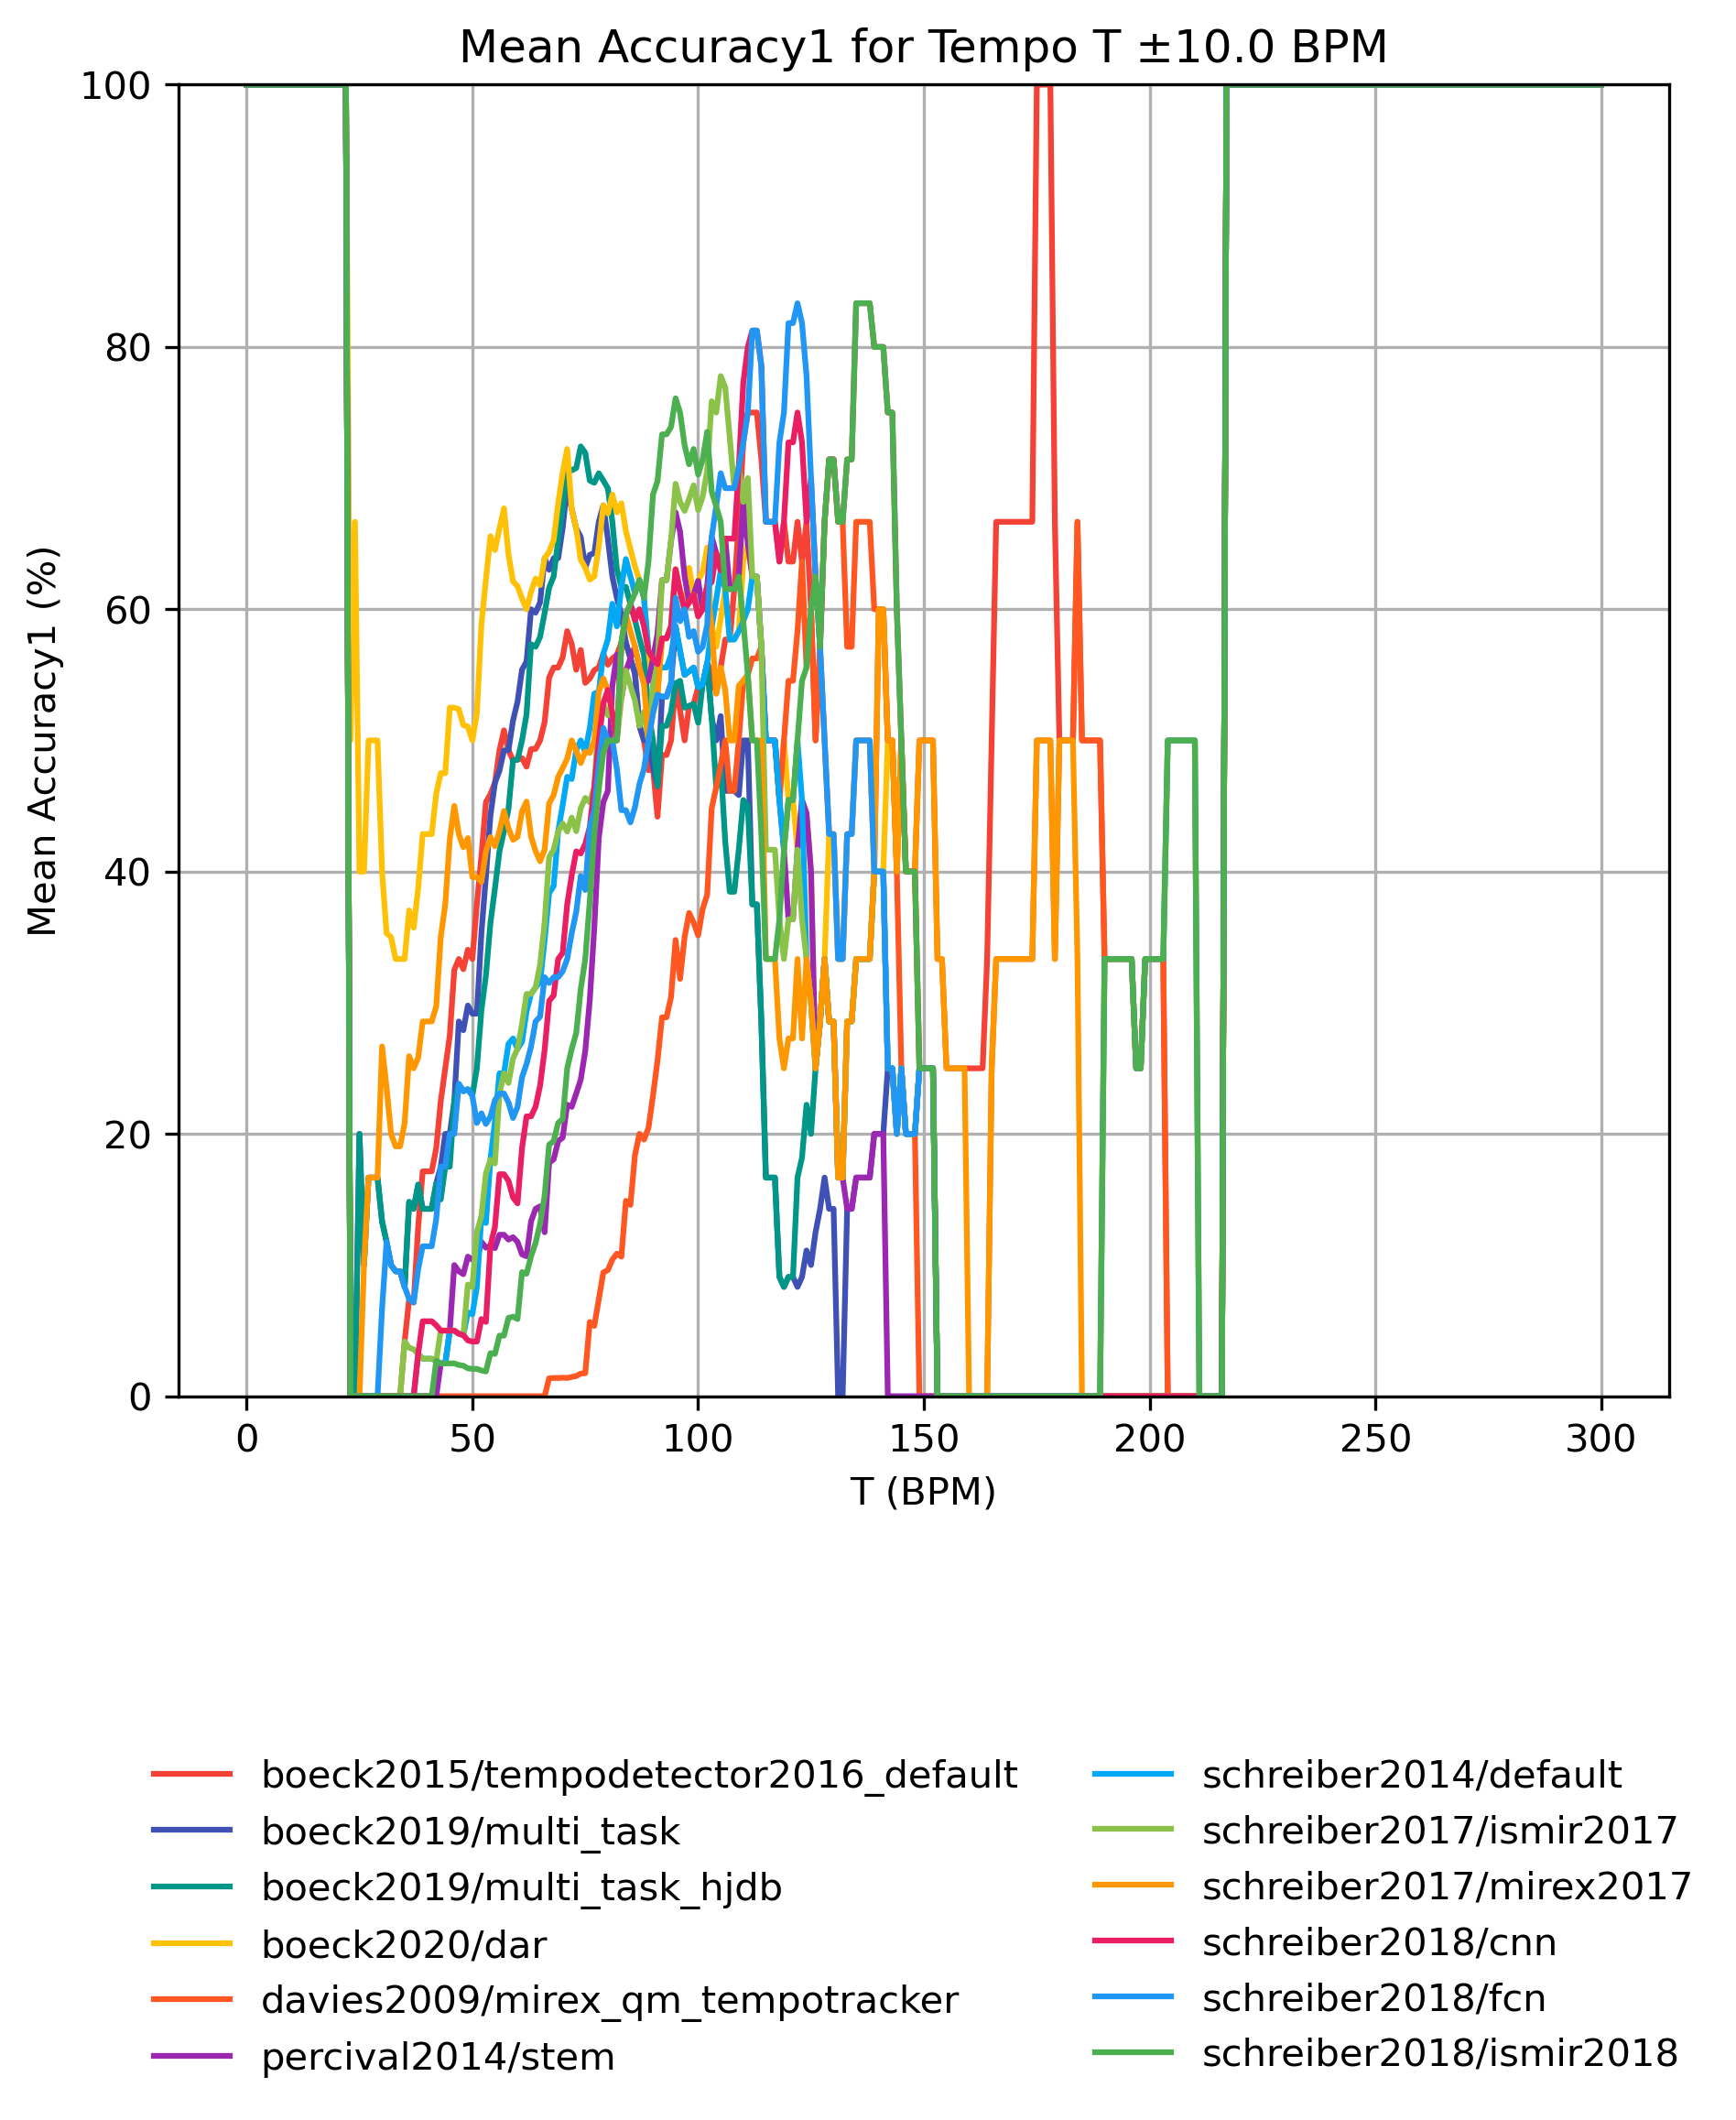 Mean Accuracy1 for Tempo T ±10.0 BPM
100
80
60
40
20
0
Mean Accuracy1 (%)
0 50 100 150 200 250 300
T (BPM)
boeck2015/tempodetector2016_default
boeck2019/multi_task
boeck2019/multi_task_hjdb
boeck2020/dar
davies2009/mirex_qm_tempotracker
percival2014/stem
schreiber2014/default
schreiber2017/ismir2017
schreiber2017/mirex2017
schreiber2018/cnn
schreiber2018/fcn
schreiber2018/ismir2018